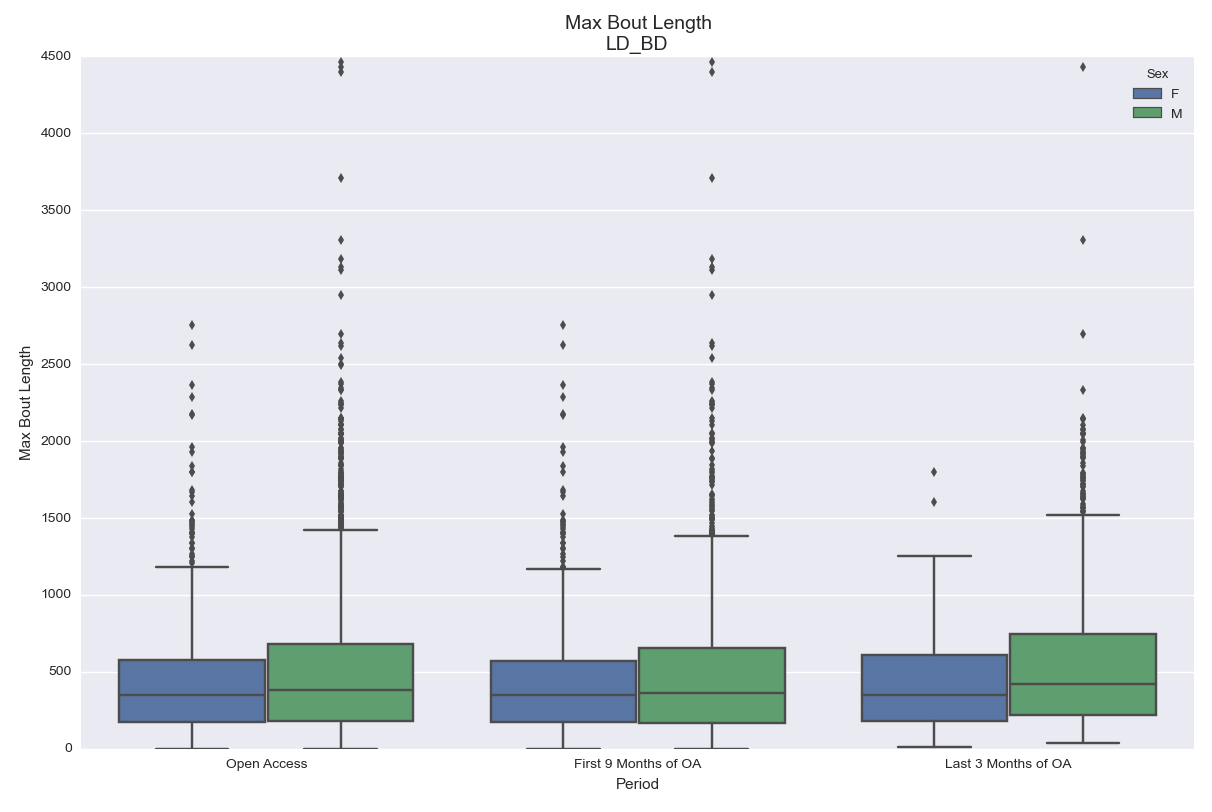 Max Bout Length
LD_BD
4500
4000
3500
3000
2500
2000
1500
1000
500
0
Max Bout Length
Sex
F
M
Open Access
First 9 Months of OA
Last 3 Months of OA
Period